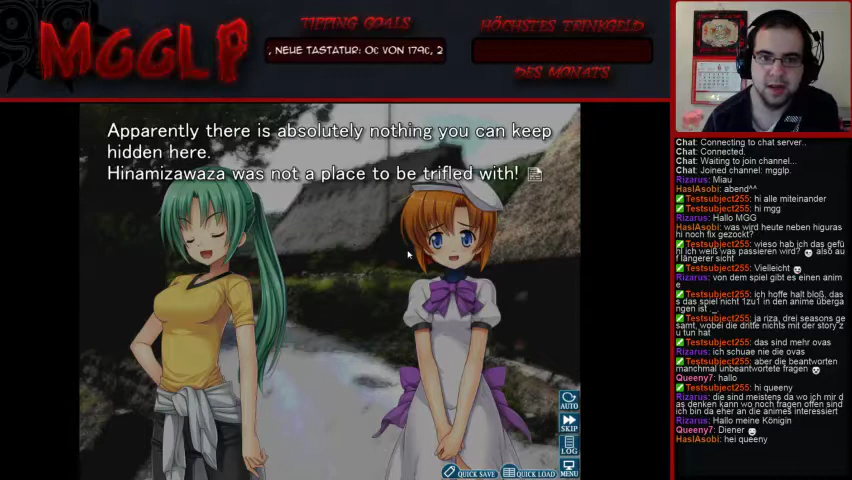 MGGLP
TIPPING GOALS
, NEUE TASTATUR: 0€ VON 179€, 2
HÖCHSTES TRINKGELD
DES MONATS
Apparently there is absolutely nothing you can keep
hidden here.
Hinamizawaza was not a place to be trifled with!
AUTO
SKIP
LOG
MENU
QUICK SAVE
QUICK LOAD
Chat: Connecting to chat server..
Chat: Connected.
Chat: Waiting to join channel...
Chat: Joined channel: mgglp.
Rizarus: Miau
HaslAsobi: abend^^
Testsubject255: hi alle miteinander
Testsubject255: hi mgg
Rizarus: Hallo MGG
HaslAsobi: was wird heute neben higuras
hi noch fix gezockt?
Testsubject255: wieso hab ich das gefü
hl ich weiß was passieren wird? also au
f längerer sicht
Testsubject255: Vielleicht
Rizarus: von dem spiel gibt es einen anim
e
Testsubject255: ich hoffe halt bloß, das
s das spiel nicht 1zu1 in den anime übergan
gen ist ._.
Testsubject255: ja riza, drei seasons ge
samt, wobei die dritte nichts mit der story zu
tun hat
Testsubject255: das sind mehr ovas
Rizarus: ich schuae nie die ovas
Testsubject255: aber die beantworten
manchmal unbeantwortete fragen
Queeny7: hallo
Testsubject255: hi queeny
Rizarus: die sind meistens da wo ich mir d
as denken kann wo noch fragen offen sind
ich bin da eher an die animes interessiert
Rizarus: Hallo meine Königin
Queeny7: Diener
HaslAsobi: hei queeny